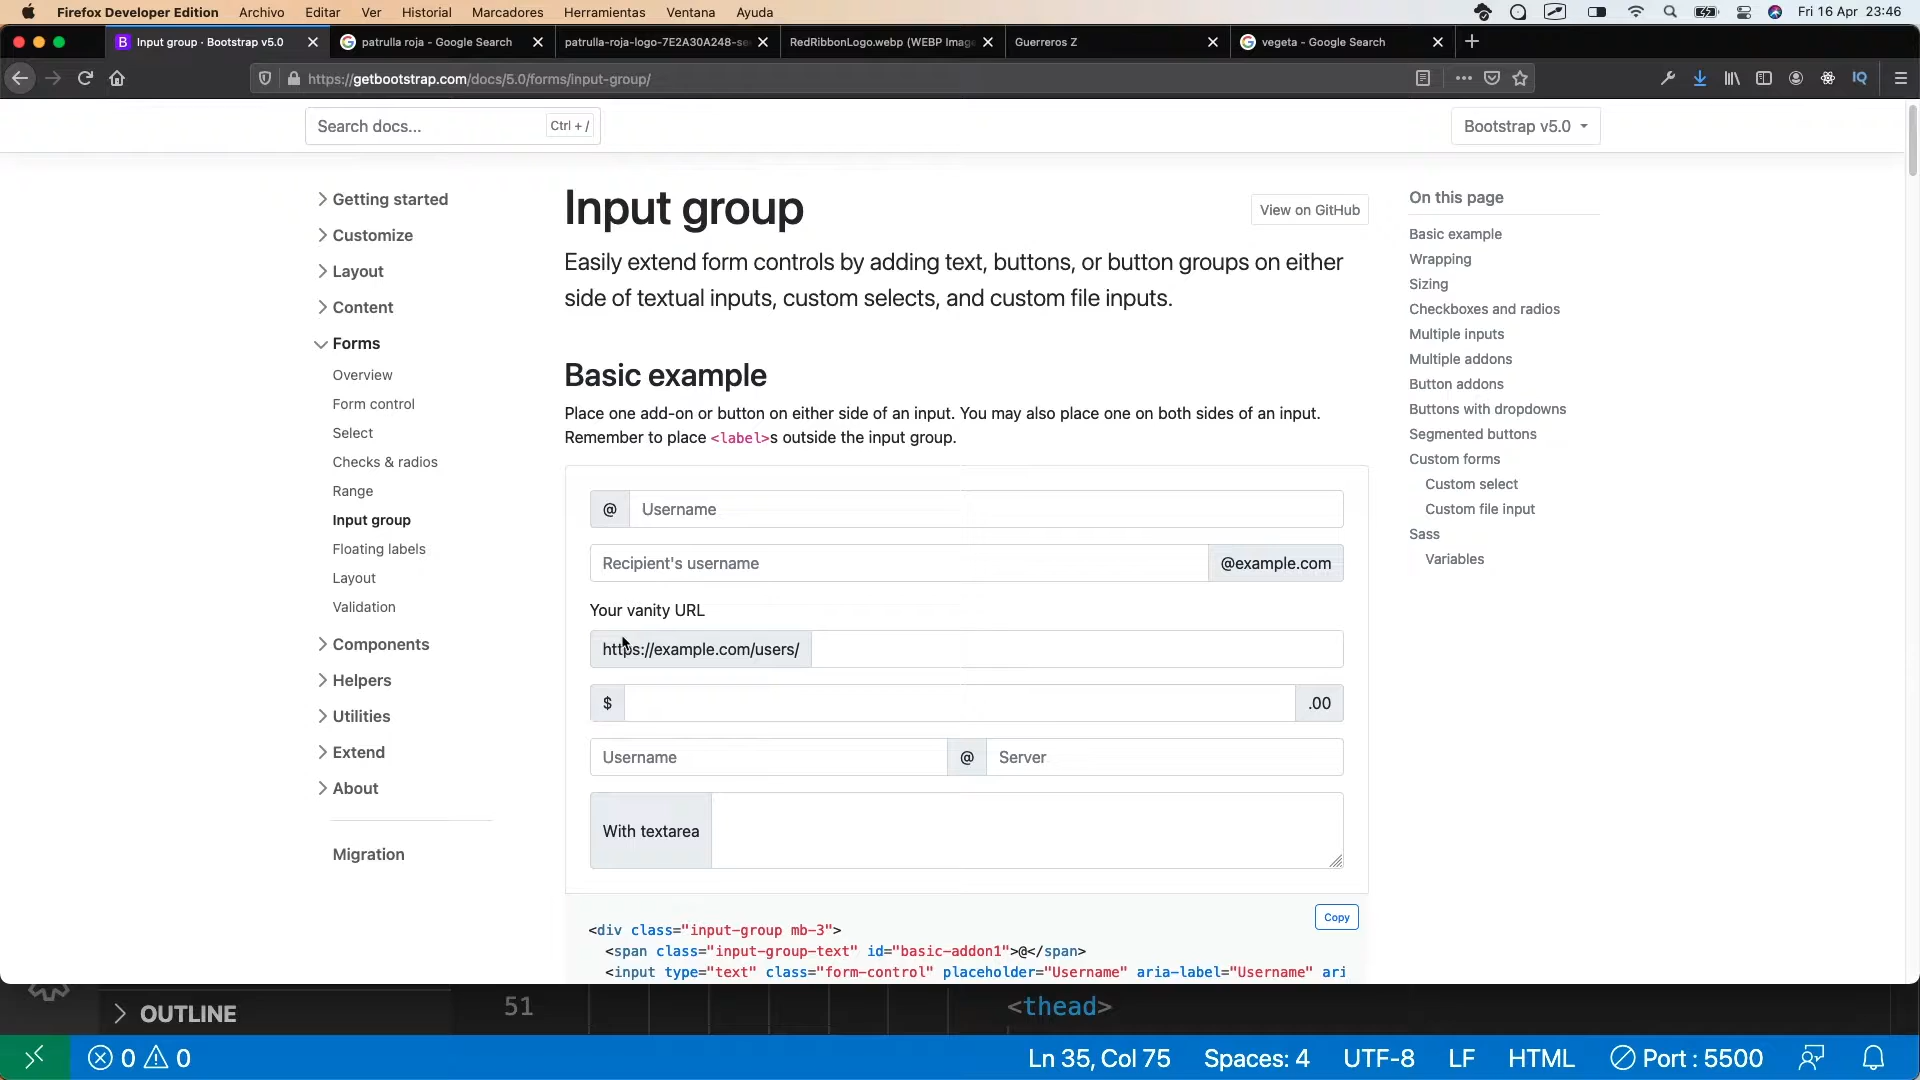 Firefox Developer Edition Archivo Editar Ver Historial Marcadores Herramientas Ventana Ayuda Fri 16 Apr 23:46
Input group · Bootstrap v5.0
patrulla roja - Google Search
patrulla-roja-logo-7E2A30A248-se
RedRibbonLogo.webp (WEBP Imag
Guerreros Z
vegeta - Google Search
https://getbootstrap.com/docs/5.0/forms/input-group/
IQ
Search docs... Ctrl + /
Bootstrap v5.0
Getting started
Customize
Layout
Content
Forms
Overview
Form control
Select
Checks & radios
Range
Input group
Floating labels
Layout
Validation
Components
Helpers
Utilities
Extend
About
Migration
Input group
View on GitHub
Easily extend form controls by adding text, buttons, or button groups on either
side of textual inputs, custom selects, and custom file inputs.
Basic example
Place one add-on or button on either side of an input. You may also place one on both sides of an input.
Remember to place <label>s outside the input group.
@ Username
Recipient's username @example.com
Your vanity URL
https://example.com/users/
$ .00
Username @ Server
With textarea
Copy
<div class="input-group mb-3">
<span class="input-group-text" id="basic-addon1">@</span>
<input type="text" class="form-control" placeholder="Username" aria-label="Username" ari
On this page
Basic example
Wrapping
Sizing
Checkboxes and radios
Multiple inputs
Multiple addons
Button addons
Buttons with dropdowns
Segmented buttons
Custom forms
Custom select
Custom file input
Sass
Variables
OUTLINE
51 <thead>
0 0 Ln 35, Col 75 Spaces: 4 UTF-8 LF HTML Port : 5500